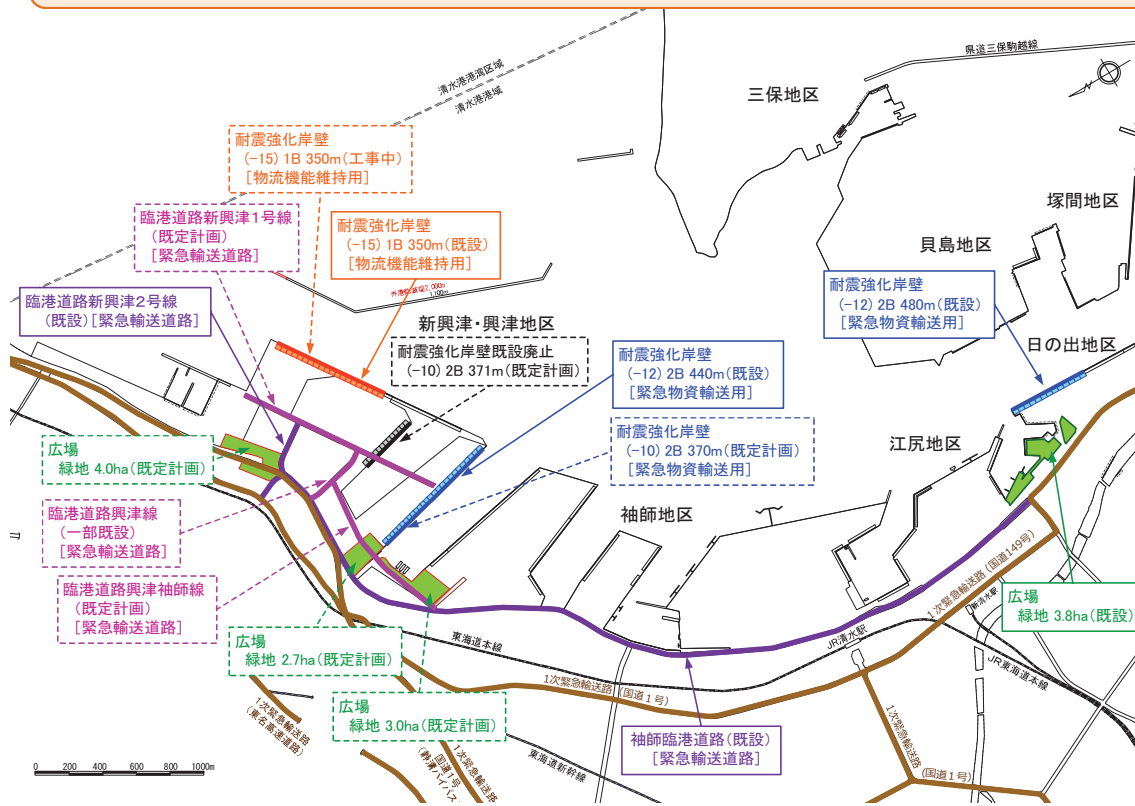 県道三保駒越線
清水港港湾区域
清水港港域
三保地区
塚間地区
貝島地区
耐震強化岸壁
(-15) 1B 350m(工事中)
[物流機能維持用]
臨港道路新興津1号線
(既定計画)
[緊急輸送道路]
耐震強化岸壁
(-15) 1B 350m(既設)
[物流機能維持用]
臨港道路新興津2号線
(既設)[緊急輸送道路]
1,100m
新興津・興津地区
耐震強化岸壁既設廃止
(-10) 2B 371m(既定計画)
耐震強化岸壁
(-12) 2B 440m(既設)
[緊急物資輸送用]
耐震強化岸壁
(-12) 2B 480m(既設)
[緊急物資輸送用]
日の出地区
耐震強化岸壁
(-10) 2B 370m(既定計画)
[緊急物資輸送用]
江尻地区
広場
緑地 4.0ha(既定計画)
袖師地区
臨港道路興津線
(一部既設)
[緊急輸送道路]
臨港道路興津袖師線
(既定計画)
[緊急輸送道路]
広場
緑地 2.7ha(既定計画)
広場
緑地 3.0ha(既定計画)
広場
緑地 3.8ha(既設)
袖師臨港道路(既設)
[緊急輸送道路]
東海道本線
JR清水駅
新清水駅
JR東海道本線
1次緊急輸送路(国道149号)
1次緊急輸送路(国道1号)
1次緊急輸送路
(国道1号)
1次緊急輸送路
(東名高速道路)
1次緊急輸送路
国道1号
(静清バイパス
東海道新幹線
0 200 400 600 800 1000m